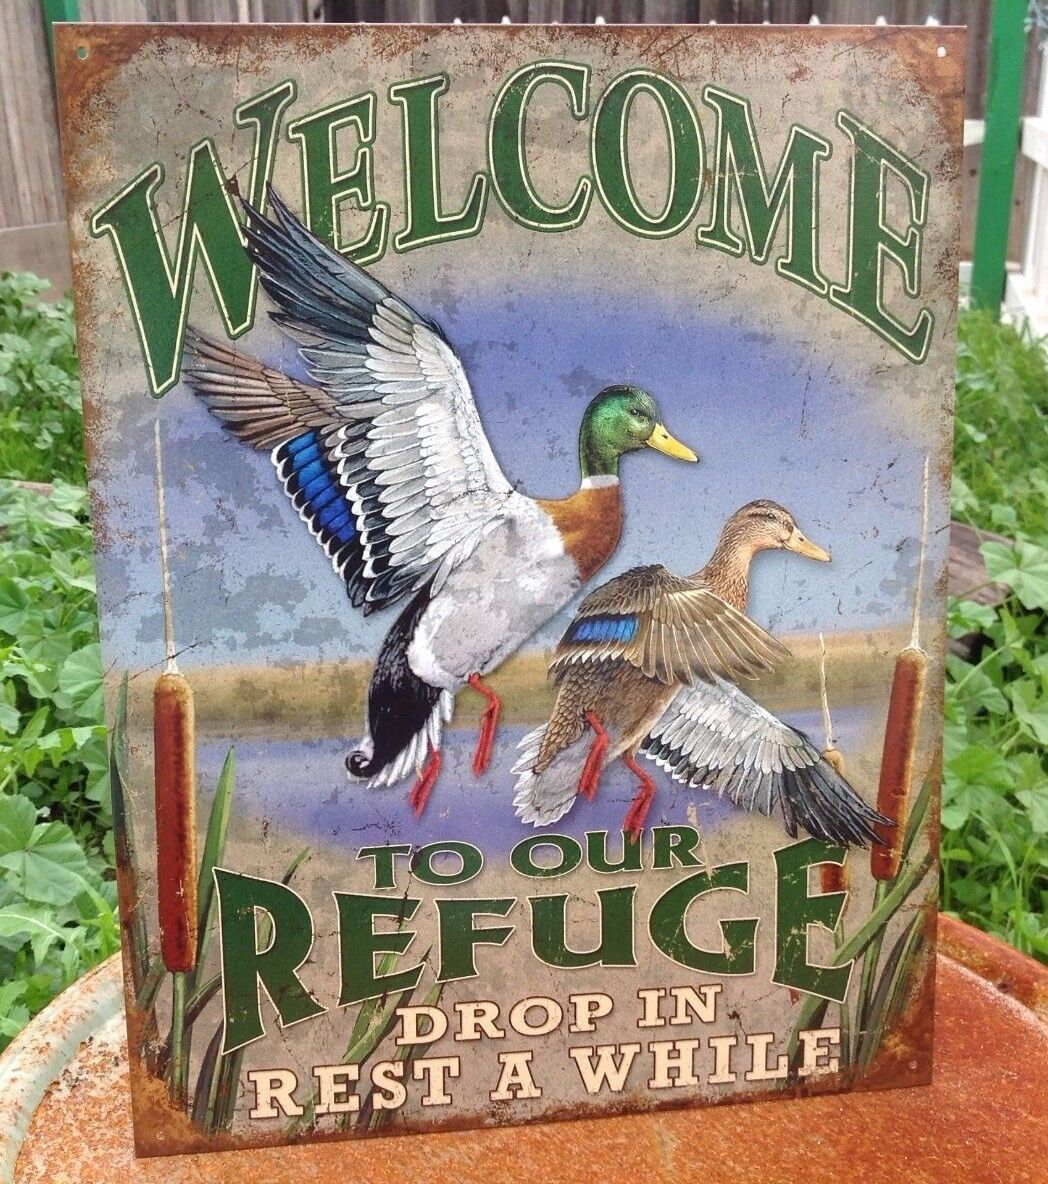 WELCOME
TO OUR
REFUGE
DROP IN
REST A WHILE